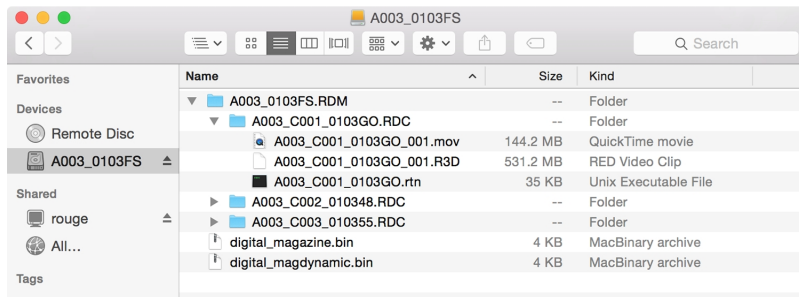 A003_0103FS
Search
Favorites
Devices
Remote Disc
A003_0103FS
Shared
rouge
All...
Tags
Name Size Kind
A003_0103FS.RDM -- Folder
A003_C001_0103GO.RDC -- Folder
A003_C001_0103GO_001.mov 144.2 MB QuickTime movie
A003_C001_0103GO_001.R3D 531.2 MB RED Video Clip
A003_C001_0103GO.rtn 35 KB Unix Executable File
A003_C002_010348.RDC -- Folder
A003_C003_010355.RDC -- Folder
digital_magazine.bin 4 KB MacBinary archive
digital_magdynamic.bin 4 KB MacBinary archive